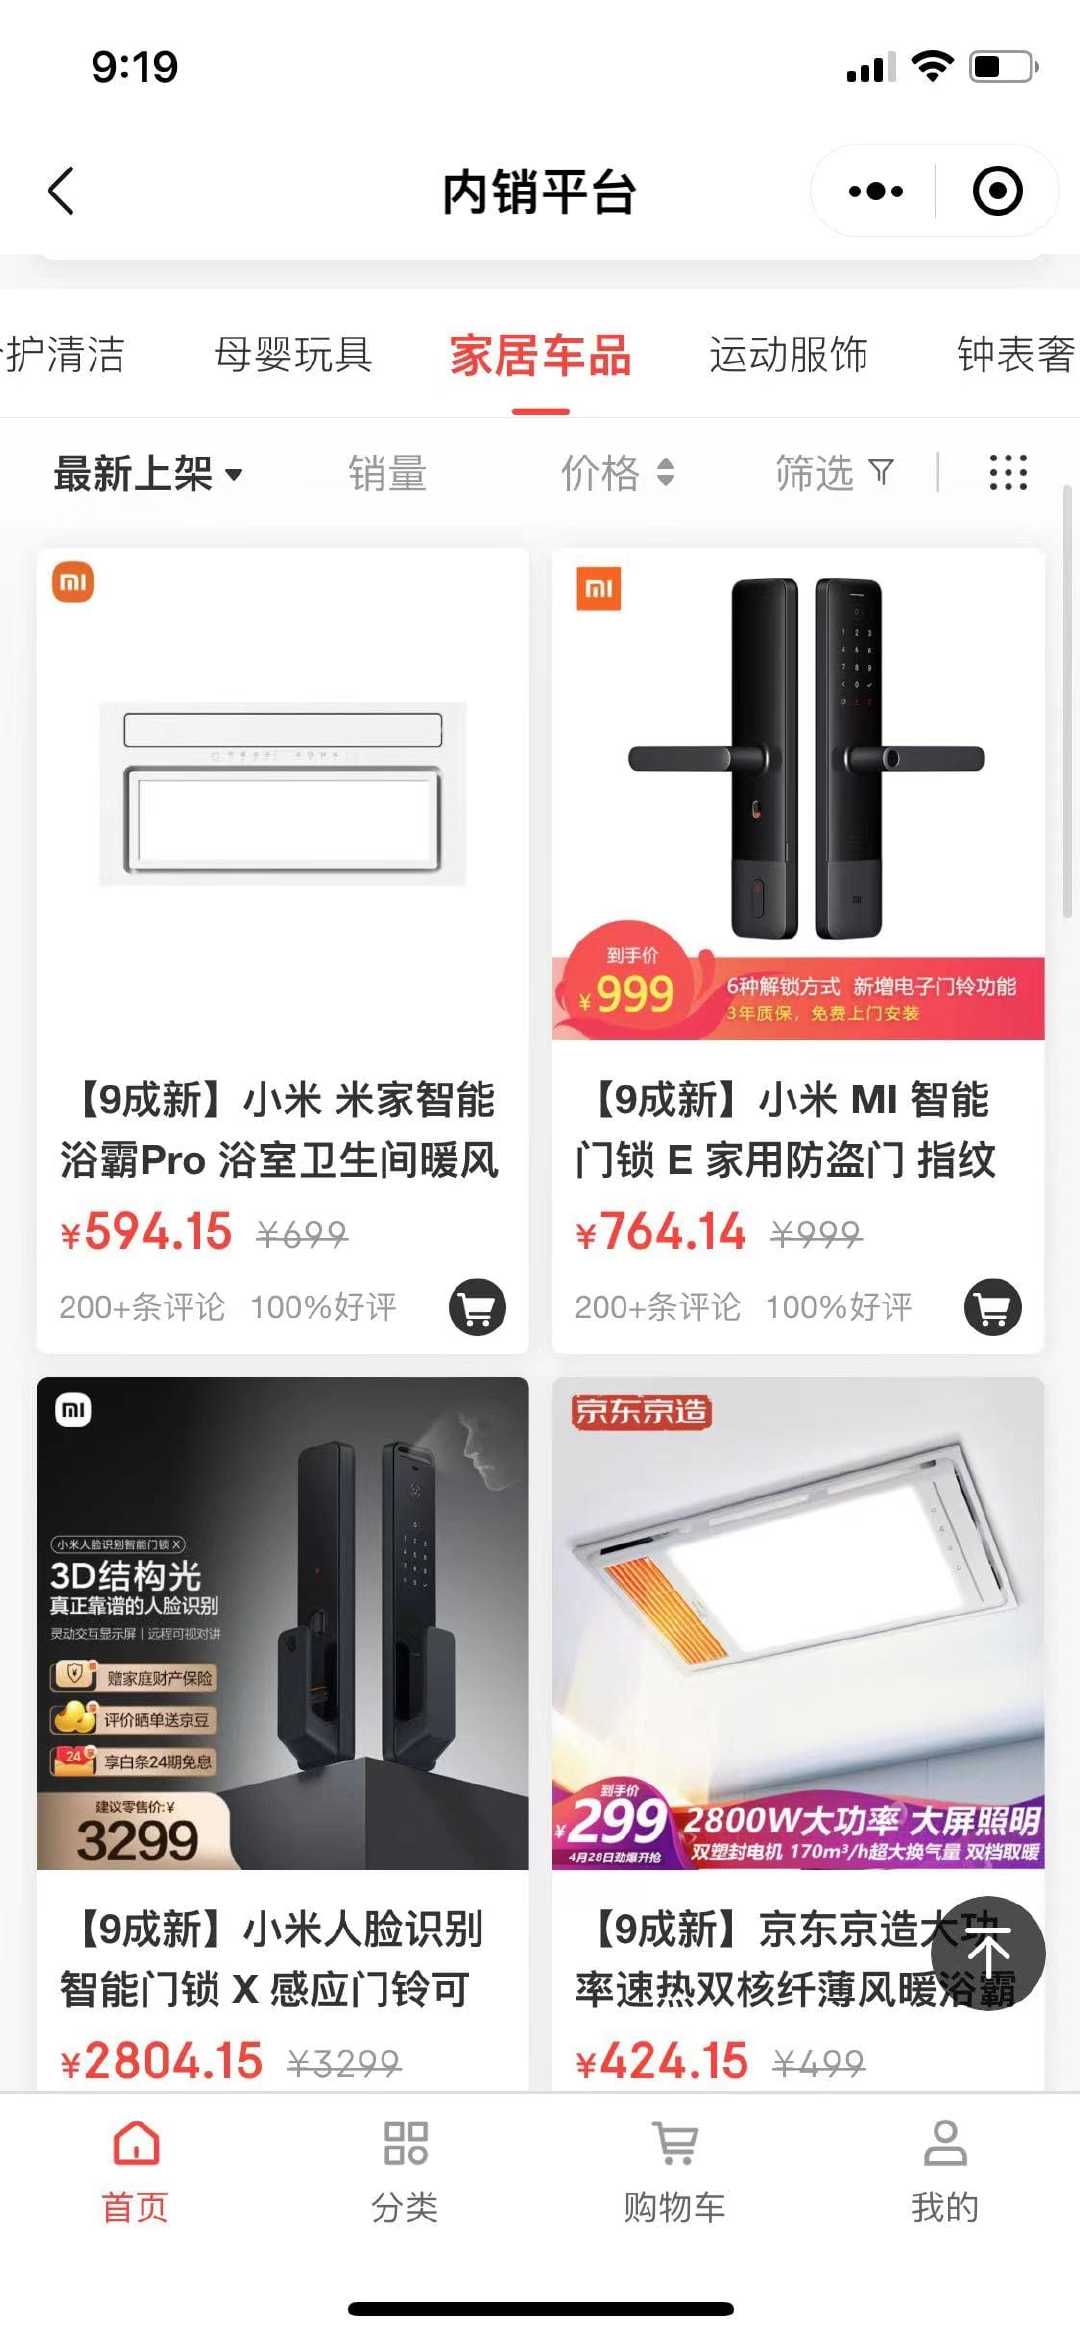 9:19
内销平台
护清洁
母婴玩具
家居车品
运动服饰
钟表奢
最新上架
销量
价格
筛选
【9成新】小米 米家智能
浴霸Pro 浴室卫生间暖风
¥594.15 ¥699
200+条评论 100%好评
到手价
¥999
6种解锁方式 新增电子门铃功能
3年质保，免费上门安装
【9成新】小米 MI 智能
门锁 E 家用防盗门 指纹
¥764.14 ¥999
200+条评论 100%好评
小米人脸识别智能门锁 X
3D结构光
真正靠谱的人脸识别
灵动交互显示屏｜远程可视对讲
赠家庭财产保险
评价晒单送京豆
24
享白条24期免息
建议零售价:¥
3299
【9成新】小米人脸识别
智能门锁 X 感应门铃可
¥2804.15 ¥3299
京东京造
到手价
¥299
4月28日劲爆开抢
2800W大功率 大屏照明
双塑封电机 170m³/h超大换气量 双档取暖
【9成新】京东京造大功
率速热双核纤薄风暖浴霸
¥424.15 ¥499
首页
分类
购物车
我的